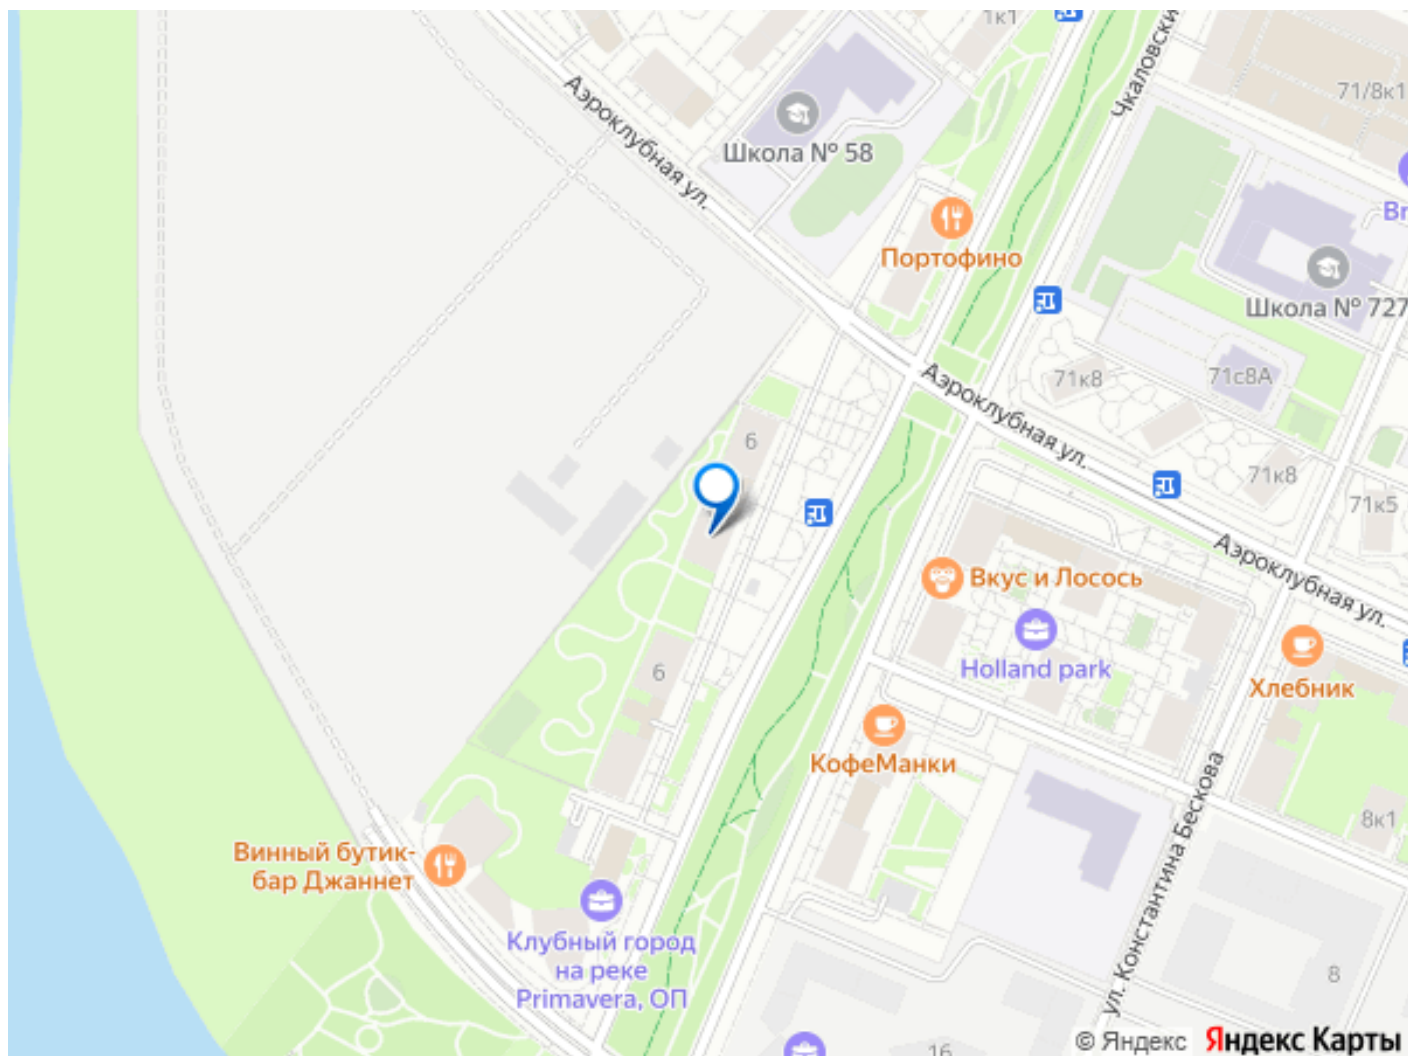 1к1
Чкаловски
71/8к1
Аэроклубная ул.
Школа № 58
Br
Портофино
Школа № 727
Аэроклубная ул.
71к8
71с8А
6
71к8
71к5
Аэроклубная ул.
Вкус и Лосось
Holland park
6
Хлебник
КофеМанки
ул. Константина Бескова
8к1
Винный бутик-
бар Джаннет
Клубный город
на реке
Primavera, ОП
8
16
© Яндекс
Яндекс Карты